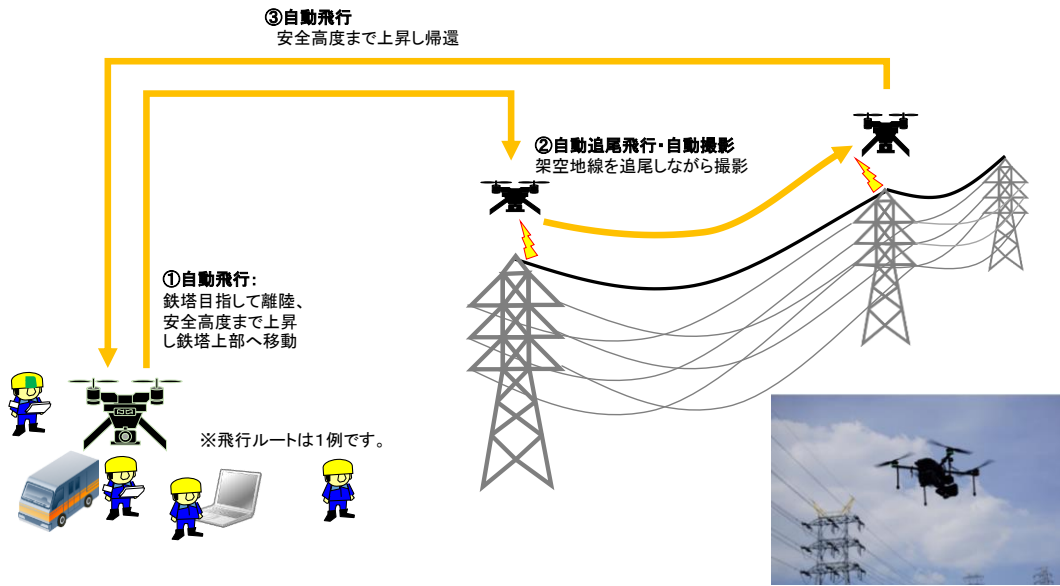 ③自動飛行
安全高度まで上昇し帰還
②自動追尾飛行・自動撮影
架空地線を追尾しながら撮影
①自動飛行：
鉄塔目指して離陸、
安全高度まで上昇
し鉄塔上部へ移動
※飛行ルートは１例です。